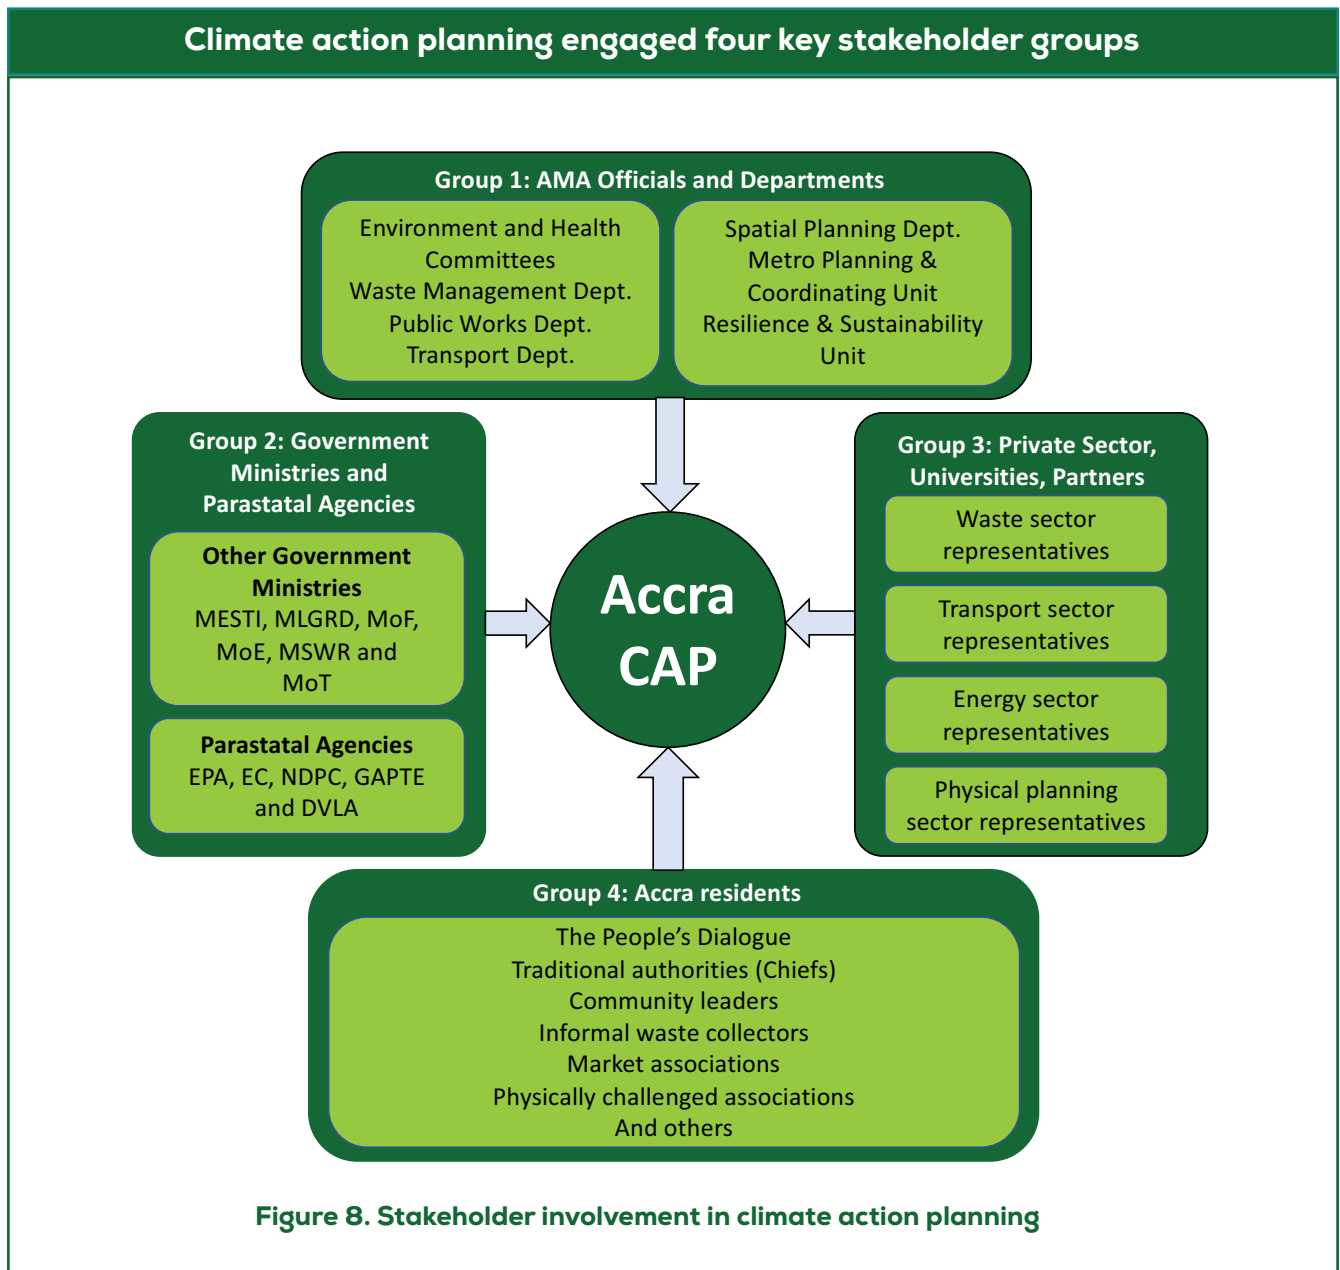 Climate action planning engaged four key stakeholder groups
Group 1: AMA Officials and Departments
Environment and Health
Committees
Waste Management Dept.
Public Works Dept.
Transport Dept.
Spatial Planning Dept.
Metro Planning &
Coordinating Unit
Resilience & Sustainability
Unit
Group 2: Government
Ministries and
Parastatal Agencies
Other Government
Ministries
MESTI, MLGRD, MoF,
MoE, MSWR and
MoT
Parastatal Agencies
EPA, EC, NDPC, GAPTE
and DVLA
Accra
CAP
Group 3: Private Sector,
Universities, Partners
Waste sector
representatives
Transport sector
representatives
Energy sector
representatives
Physical planning
sector representatives
Group 4: Accra residents
The People’s Dialogue
Traditional authorities (Chiefs)
Community leaders
Informal waste collectors
Market associations
Physically challenged associations
And others
Figure 8. Stakeholder involvement in climate action planning